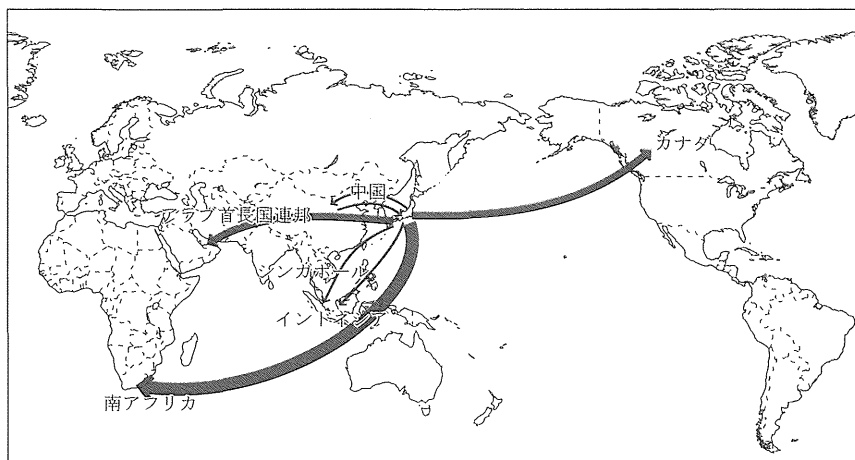 カナダ
中国
アラブ首長国連邦
シンガポール
インドネシア
南アフリカ